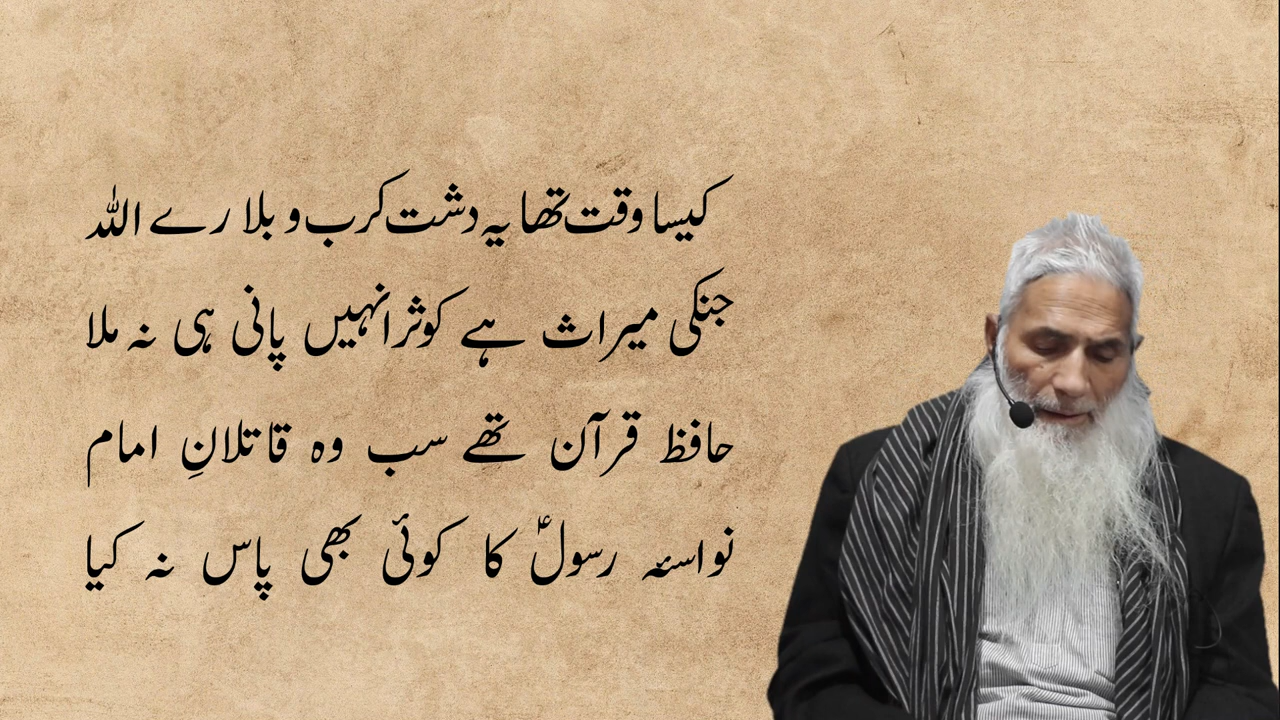 کیسا وقت تھا یہ دشت کرب و بلا رے اللہ
جنکی میراث ہے کوثر انہیں پانی ہی نہ ملا
حافظ قرآن تھے سب وہ قاتلانِ امام
نواسئہ رسولؑ کا کوئی بھی پاس نہ کیا